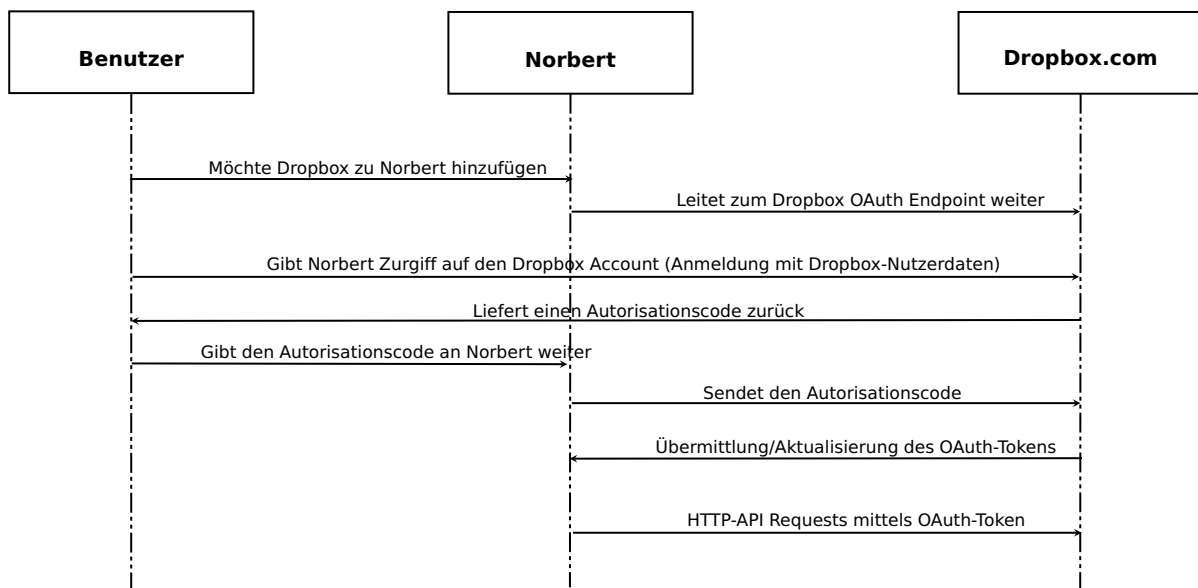 Benutzer
Norbert
Dropbox.com
Möchte Dropbox zu Norbert hinzufügen
Leitet zum Dropbox OAuth Endpoint weiter
Gibt Norbert Zurgiff auf den Dropbox Account (Anmeldung mit Dropbox-Nutzerdaten)
Liefert einen Autorisationscode zurück
Gibt den Autorisationscode an Norbert weiter
Sendet den Autorisationscode
Übermittlung/Aktualisierung des OAuth-Tokens
HTTP-API Requests mittels OAuth-Token